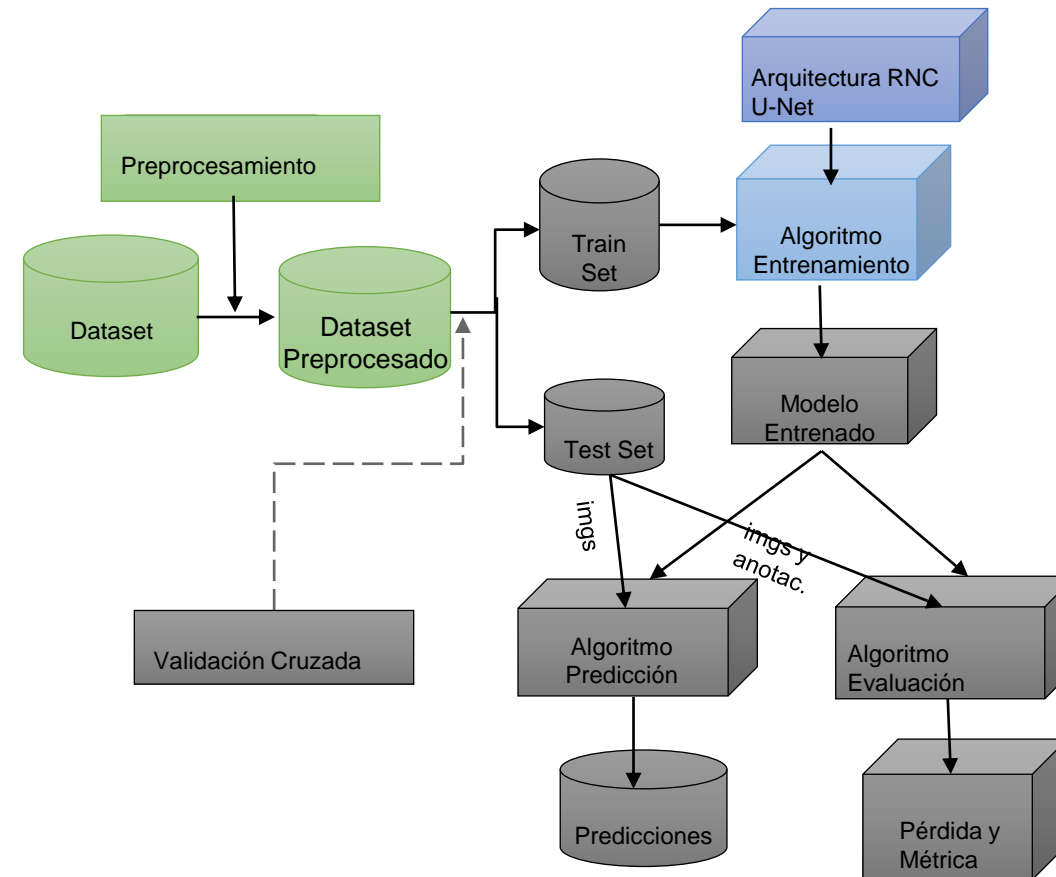 Arquitectura RNC
U-Net
Preprocesamiento
Train
Set
Algoritmo
Entrenamiento
Dataset
Dataset
Preprocesado
Modelo
Entrenado
Test Set
imgs
imgs y
anotac.
Validación Cruzada
Algoritmo
Predicción
Algoritmo
Evaluación
Predicciones
Pérdida y
Métrica